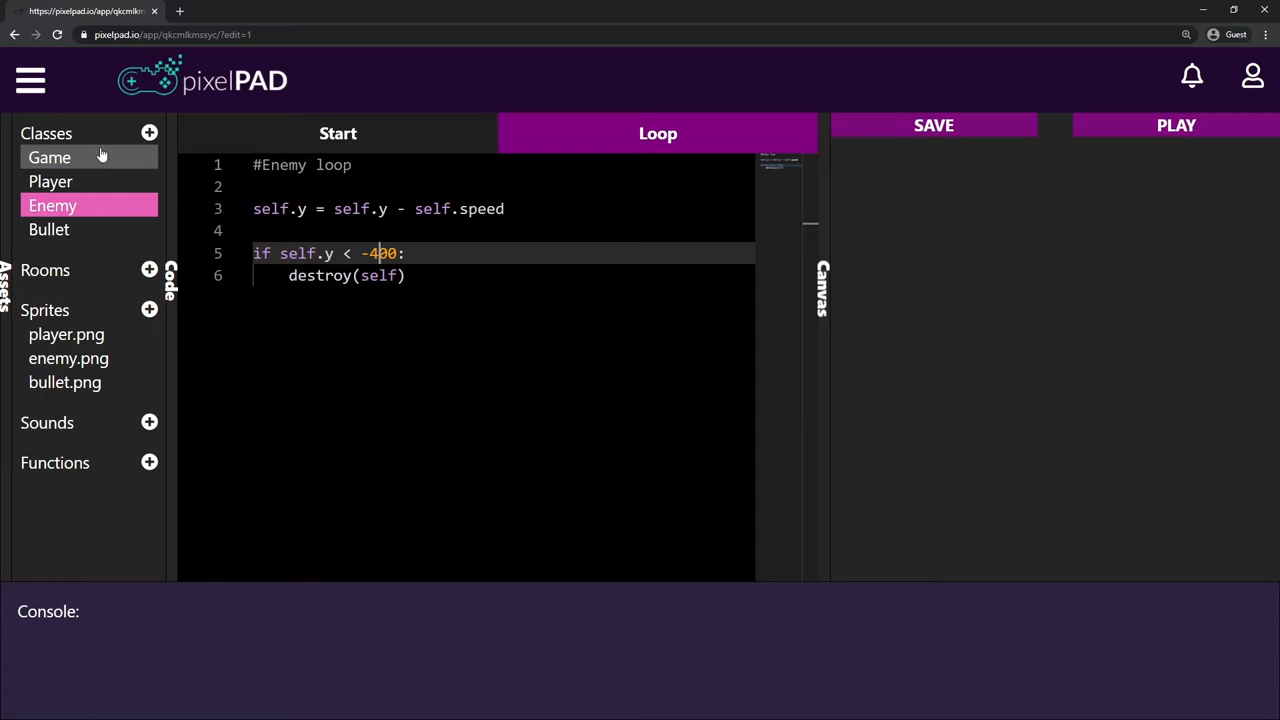 https://pixelpad.io/app/qkcmlkm
pixelpad.io/app/qkcmlkmssyc/?edit=1
Guest
pixelPAD
Classes
Game
Player
Enemy
Bullet
Rooms
Sprites
player.png
enemy.png
bullet.png
Sounds
Functions
Assets
Code
Start
Loop
1 #Enemy loop
2
3 self.y = self.y - self.speed
4
5 if self.y < -400:
6 destroy(self)
Canvas
SAVE
PLAY
Console: